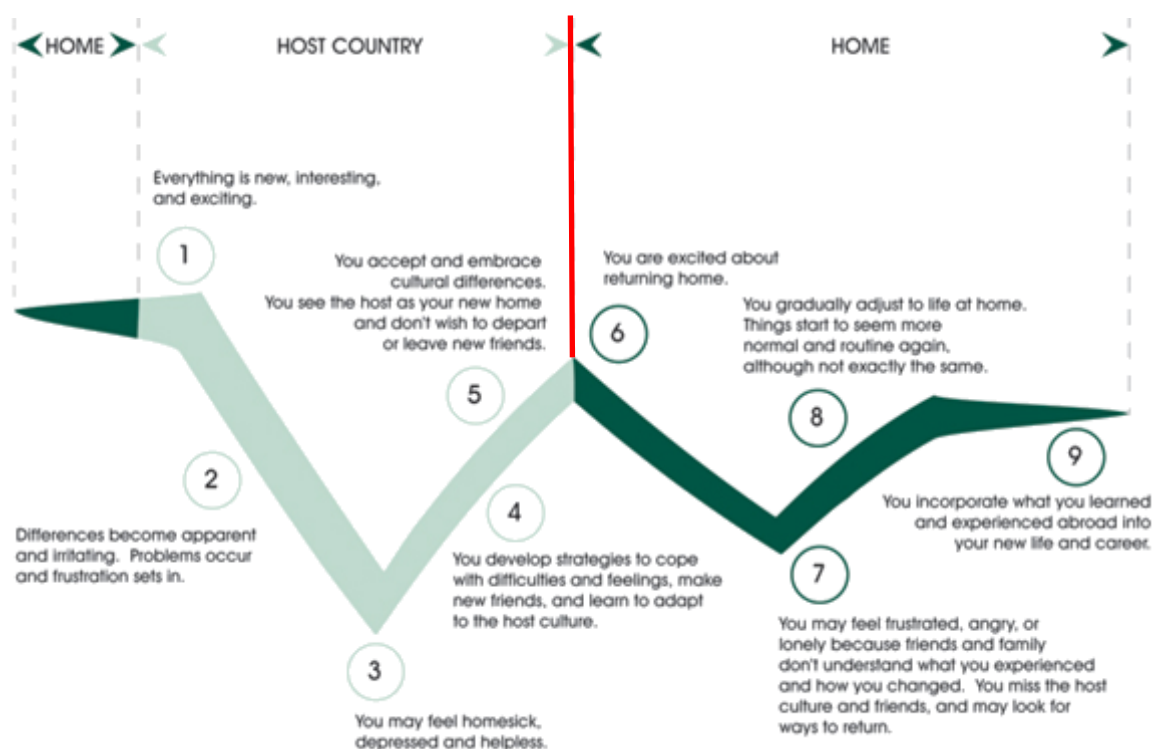 HOME
HOST COUNTRY
HOME
Everything is new, interesting,
and exciting.
1
You accept and embrace
cultural differences.
You see the host as your new home
and don't wish to depart
or leave new friends.
5
You are excited about
returning home.
6
You gradually adjust to life at home.
Things start to seem more
normal and routine again,
although not exactly the same.
8
2
Differences become apparent
and irritating. Problems occur
and frustration sets in.
4
You develop strategies to cope
with difficulties and feelings, make
new friends, and learn to adapt
to the host culture.
9
You incorporate what you learned
and experienced abroad into
your new life and career.
3
You may feel homesick,
depressed and helpless.
7
You may feel frustrated, angry, or
lonely because friends and family
don't understand what you experienced
and how you changed. You miss the host
culture and friends, and may look for
ways to return.